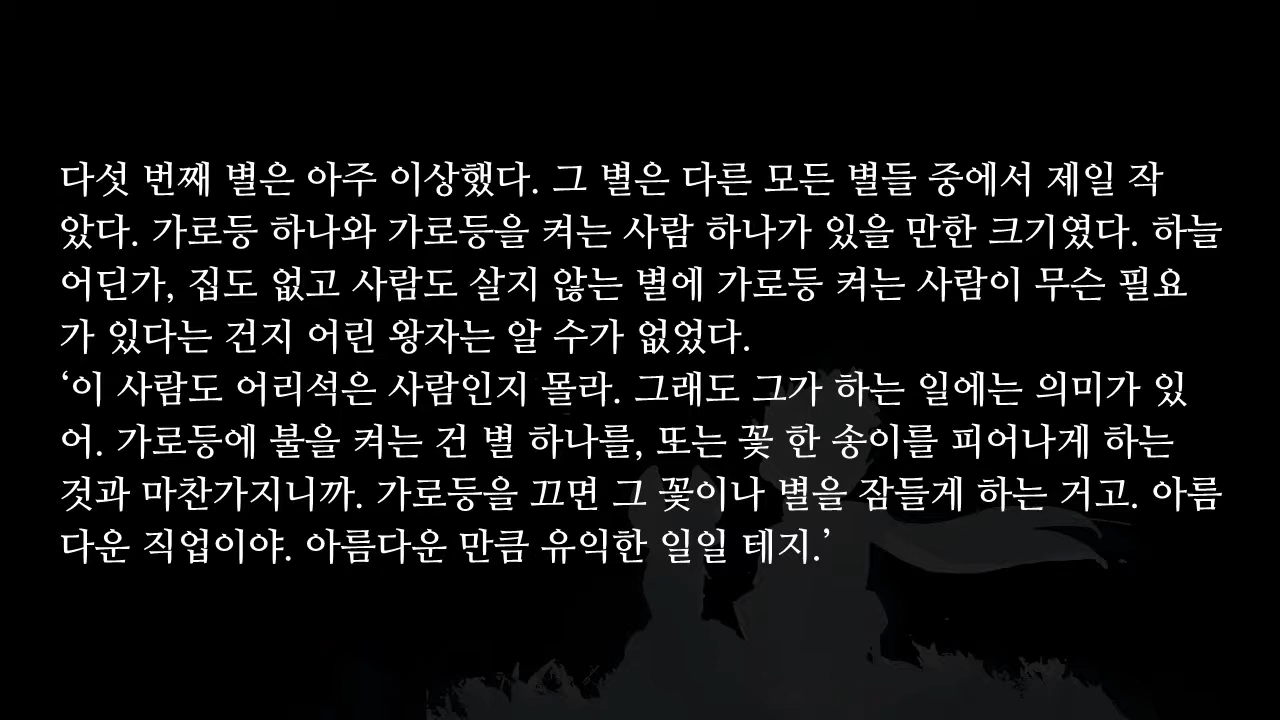 다섯 번째 별은 아주 이상했다. 그 별은 다른 모든 별들 중에서 제일 작
았다. 가로등 하나와 가로등을 켜는 사람 하나가 있을 만한 크기였다. 하늘
어딘가, 집도 없고 사람도 살지 않는 별에 가로등 켜는 사람이 무슨 필요
가 있다는 건지 어린 왕자는 알 수가 없었다.
‘이 사람도 어리석은 사람인지 몰라. 그래도 그가 하는 일에는 의미가 있
어. 가로등에 불을 켜는 건 별 하나를, 또는 꽃 한 송이를 피어나게 하는
것과 마찬가지니까. 가로등을 끄면 그 꽃이나 별을 잠들게 하는 거고. 아름
다운 직업이야. 아름다운 만큼 유익한 일일 테지.’